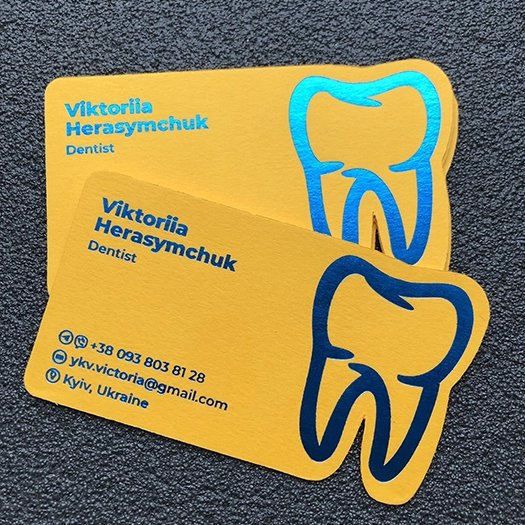 Viktoriia
Herasymchuk
Dentist
Viktoriia
Herasymchuk
Dentist
+38 093 803 81 28
ykv.victoria@gmail.com
Kyiv, Ukraine